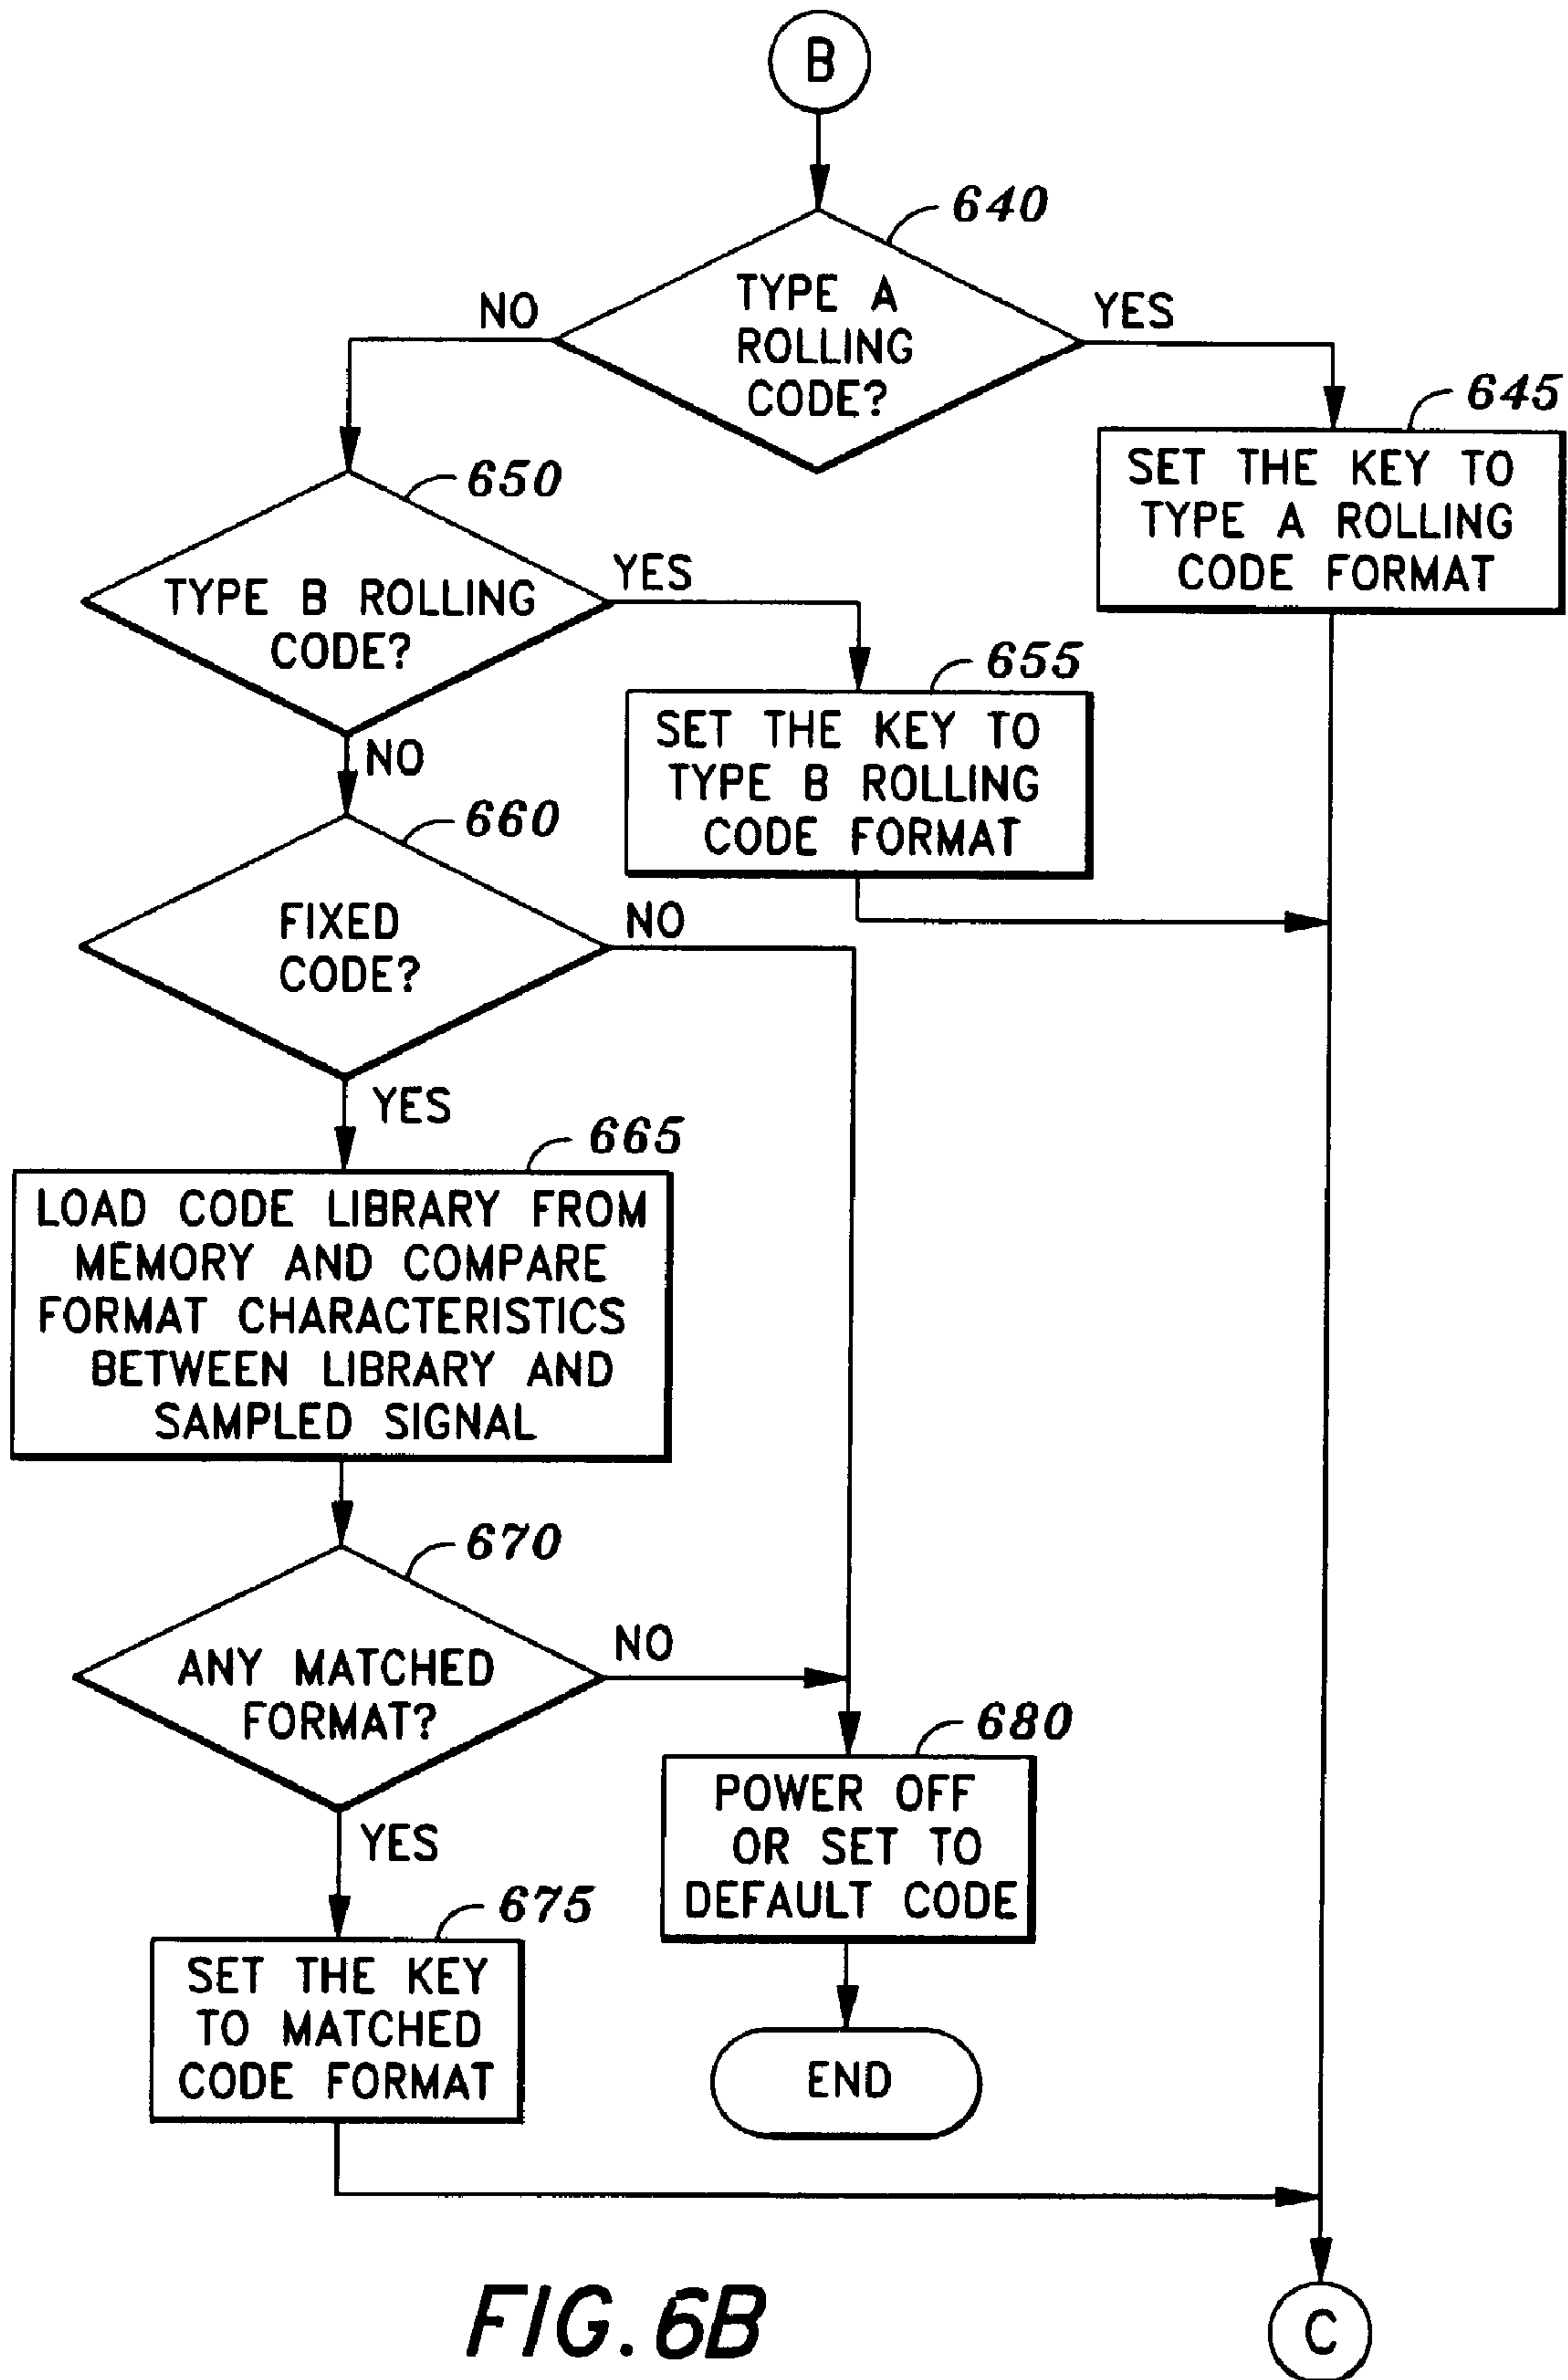 B
640
TYPE A
ROLLING
CODE?
NO
YES
645
SET THE KEY TO
TYPE A ROLLING
CODE FORMAT
650
TYPE B ROLLING
CODE?
YES
NO
655
SET THE KEY TO
TYPE B ROLLING
CODE FORMAT
660
FIXED
CODE?
NO
YES
665
LOAD CODE LIBRARY FROM
MEMORY AND COMPARE
FORMAT CHARACTERISTICS
BETWEEN LIBRARY AND
SAMPLED SIGNAL
670
ANY MATCHED
FORMAT?
NO
YES
680
POWER OFF
OR SET TO
DEFAULT CODE
675
SET THE KEY
TO MATCHED
CODE FORMAT
END
C
FIG. 6B